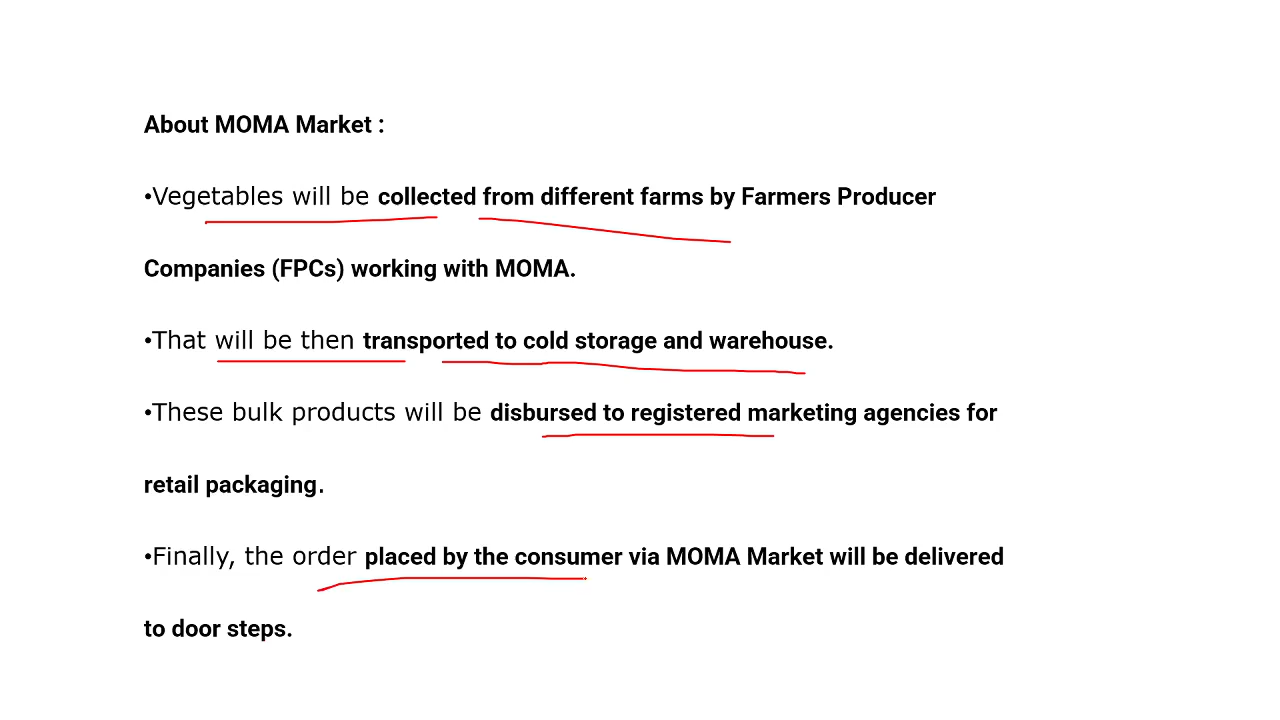 About MOMA Market :
•Vegetables will be collected from different farms by Farmers Producer
Companies (FPCs) working with MOMA.
•That will be then transported to cold storage and warehouse.
•These bulk products will be disbursed to registered marketing agencies for
retail packaging.
•Finally, the order placed by the consumer via MOMA Market will be delivered
to door steps.